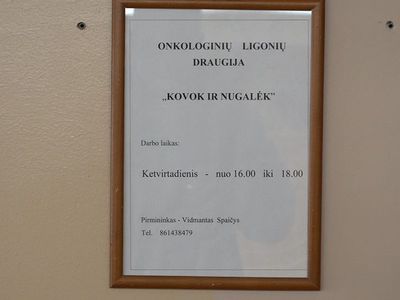 ONKOLOGINIŲ LIGONIŲ
DRAUGIJA
„KOVOK IR NUGALĖK”
Darbo laikas:
Ketvirtadienis - nuo 16.00 iki 18.00
Pirmininkas - Vidmantas Spaičys
Tel. 861438479